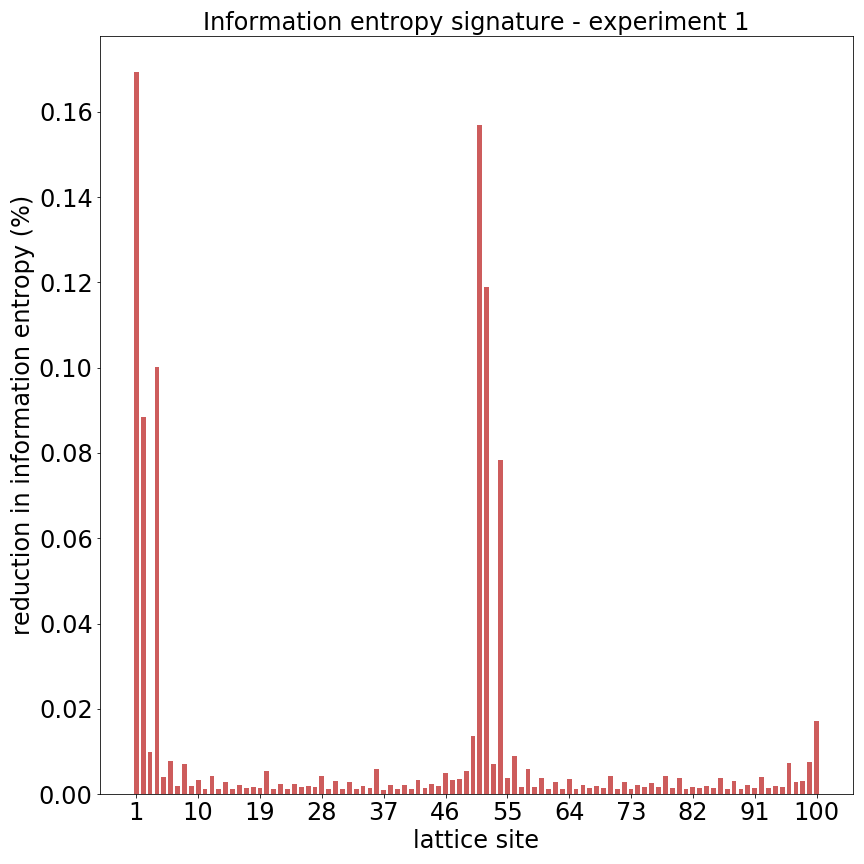 Information entropy signature - experiment 1
reduction in information entropy (%)
0.16
0.14
0.12
0.10
0.08
0.06
0.04
0.02
0.00
1 10 19 28 37 46 55 64 73 82 91 100
lattice site